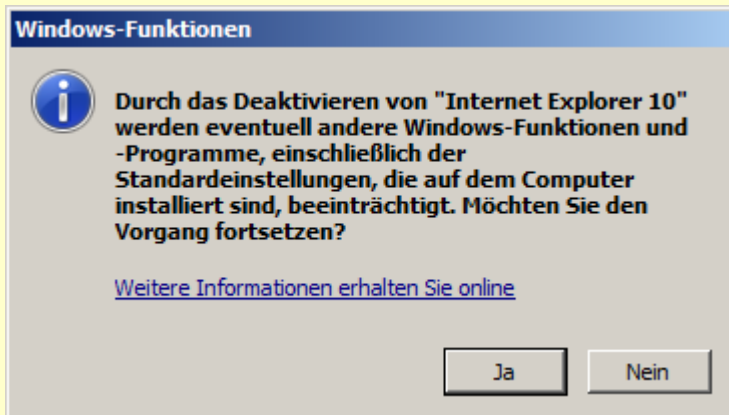 Windows-Funktionen
Durch das Deaktivieren von "Internet Explorer 10"
werden eventuell andere Windows-Funktionen und
-Programme, einschließlich der
Standardeinstellungen, die auf dem Computer
installiert sind, beeinträchtigt. Möchten Sie den
Vorgang fortsetzen?
Weitere Informationen erhalten Sie online
Ja
Nein